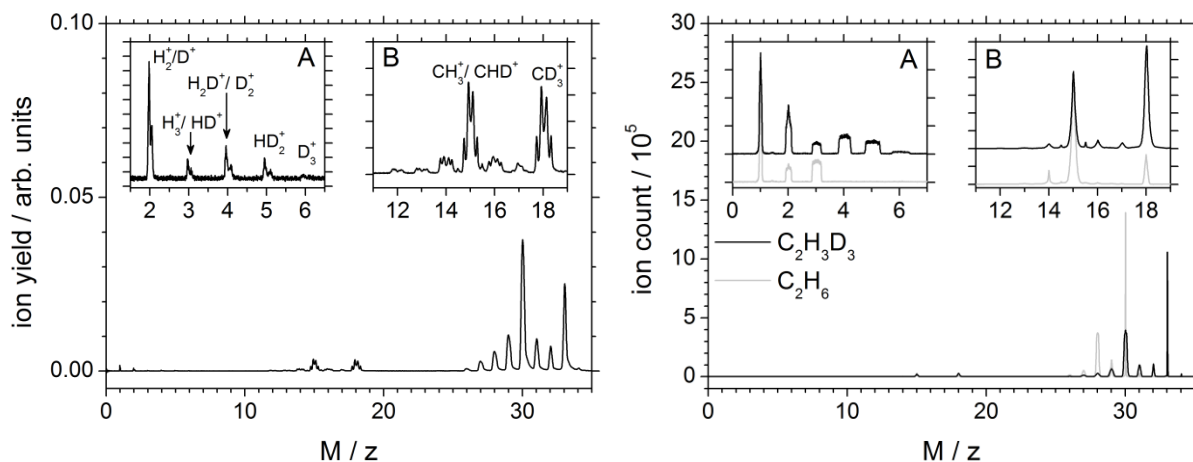 0.10
0.05
0.00
ion yield / arb. units
A
H₂⁺/D⁺
H₂D⁺/ D₂⁺
H₃⁺/ HD⁺
HD₂⁺
D₃⁺
2 3 4 5 6
B
CH₃⁺/ CHD⁺
CD₃⁺
12 14 16 18
0 10 20 30
M / z
30
25
20
15
10
5
0
ion count / 10⁵
A
0 2 4 6
B
12 14 16 18
C₂H₃D₃
C₂H₆
0 10 20 30
M / z